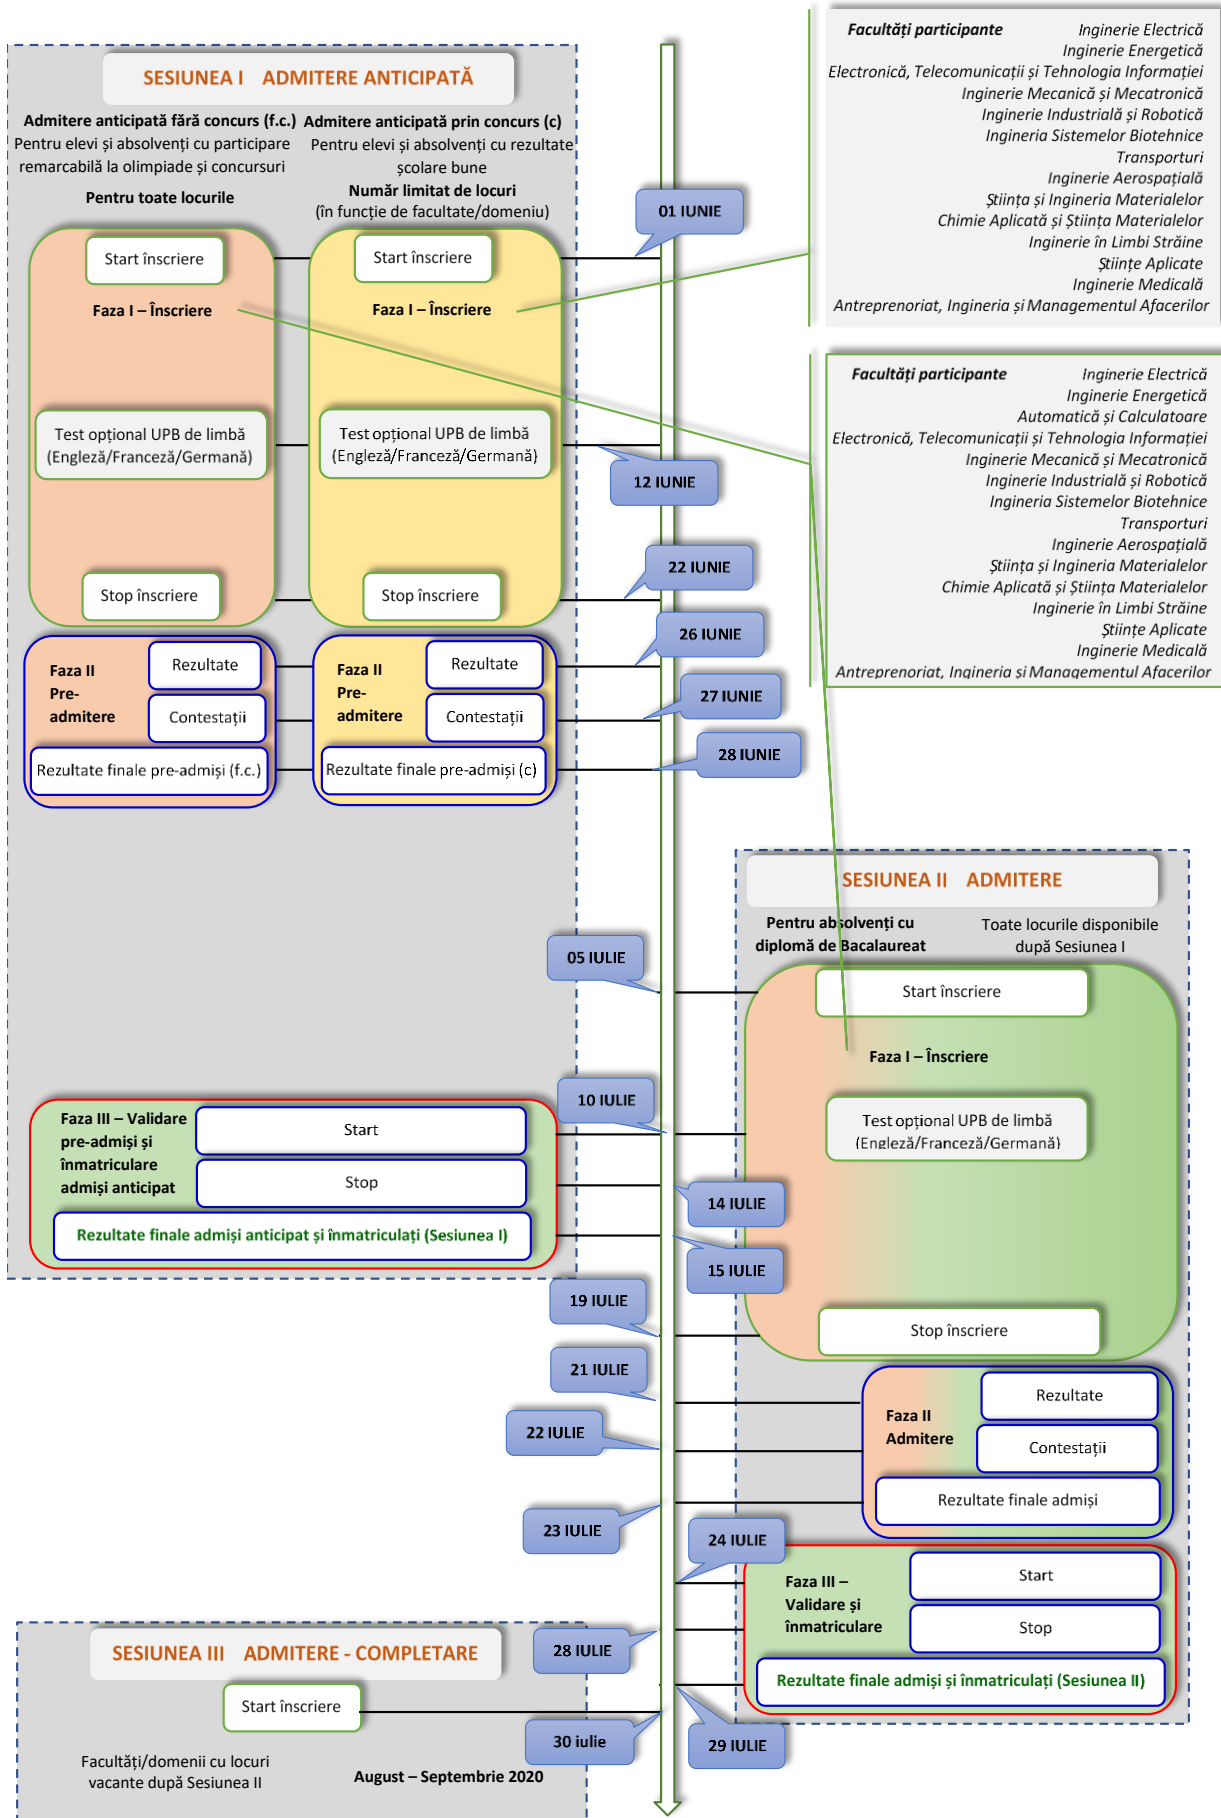 SESIUNEA I ADMITERE ANTICIPATĂ
Admitere anticipată fără concurs (f.c.)
Pentru elevi și absolvenți cu participare
remarcabilă la olimpiade și concursuri
Pentru toate locurile
Admitere anticipată prin concurs (c)
Pentru elevi și absolvenți cu rezultate
școlare bune
Număr limitat de locuri
(în funcție de facultate/domeniu)
Facultăți participante
Inginerie Electrică
Inginerie Energetică
Electronică, Telecomunicații și Tehnologia Informației
Inginerie Mecanică și Mecatronică
Inginerie Industrială și Robotică
Ingineria Sistemelor Biotehnice
Transporturi
Inginerie Aerospațială
Știința și Ingineria Materialelor
Chimie Aplicată și Știința Materialelor
Inginerie în Limbi Străine
Științe Aplicate
Inginerie Medicală
Antreprenoriat, Ingineria și Managementul Afacerilor
01 IUNIE
Start înscriere
Start înscriere
Faza I – Înscriere
Faza I – Înscriere
Facultăți participante
Inginerie Electrică
Inginerie Energetică
Automatică și Calculatoare
Electronică, Telecomunicații și Tehnologia Informației
Inginerie Mecanică și Mecatronică
Inginerie Industrială și Robotică
Ingineria Sistemelor Biotehnice
Transporturi
Inginerie Aerospațială
Știința și Ingineria Materialelor
Chimie Aplicată și Știința Materialelor
Inginerie în Limbi Străine
Științe Aplicate
Inginerie Medicală
Antreprenoriat, Ingineria și Managementul Afacerilor
Test opțional UPB de limbă
(Engleză/Franceză/Germană)
Test opțional UPB de limbă
(Engleză/Franceză/Germană)
12 IUNIE
22 IUNIE
Stop înscriere
Stop înscriere
26 IUNIE
Faza II
Pre-
admitere
Rezultate
Contestații
Rezultate finale pre-admiși (f.c.)
Faza II
Pre-
admitere
Rezultate
Contestații
Rezultate finale pre-admiși (c)
27 IUNIE
28 IUNIE
SESIUNEA II ADMITERE
Pentru absolvenți cu
diplomă de Bacalaureat
Toate locurile disponibile
după Sesiunea I
05 IULIE
Start înscriere
Faza I – Înscriere
10 IULIE
Test opțional UPB de limbă
(Engleză/Franceză/Germană)
Faza III – Validare
pre-admiși și
înmatriculare
admiși anticipat
Start
Stop
Rezultate finale admiși anticipat și înmatriculați (Sesiunea I)
14 IULIE
15 IULIE
19 IULIE
Stop înscriere
21 IULIE
22 IULIE
23 IULIE
Faza II
Admitere
Rezultate
Contestații
Rezultate finale admiși
24 IULIE
Faza III –
Validare și
înmatriculare
Start
Stop
Rezultate finale admiși și înmatriculați (Sesiunea II)
28 IULIE
29 IULIE
30 iulie
SESIUNEA III ADMITERE - COMPLETARE
Start înscriere
Facultăți/domenii cu locuri
vacante după Sesiunea II
August – Septembrie 2020